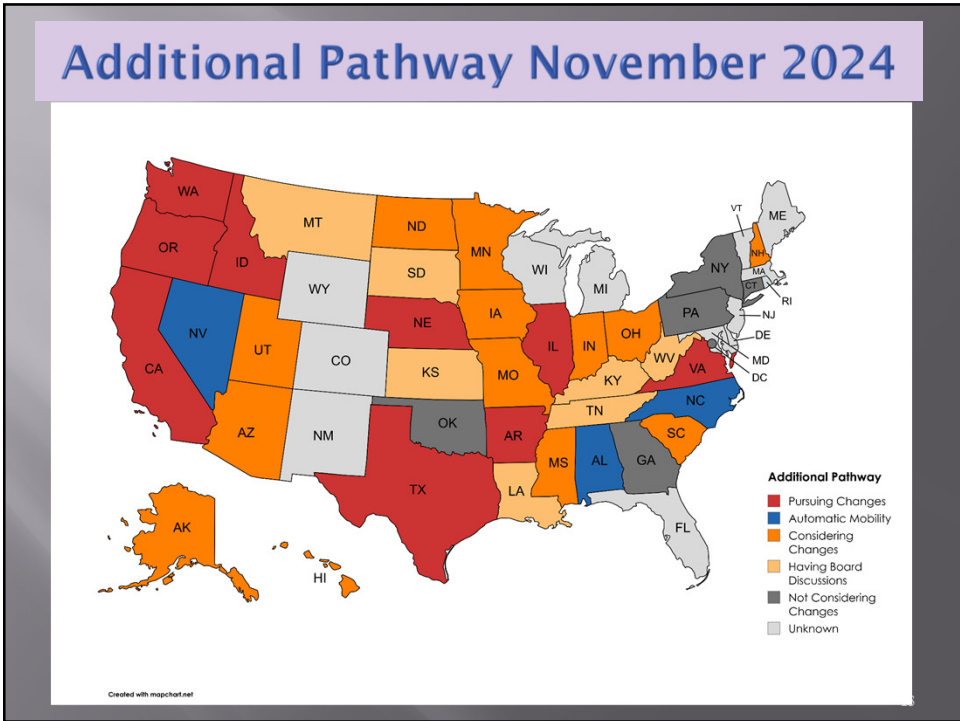 Additional Pathway November 2024
WA
MT
ND
MN
VT
ME
OR
ID
SD
WI
MI
NY
NH
MA
CT
RI
WY
NE
IA
PA
NJ
NV
UT
CO
IL
IN
OH
DE
MD
DC
CA
KS
MO
WV
VA
KY
AZ
NM
OK
AR
TN
NC
SC
TX
LA
MS
AL
GA
FL
AK
HI
Additional Pathway
Pursuing Changes
Automatic Mobility
Considering
Changes
Having Board
Discussions
Not Considering
Changes
Unknown
Created with mapchart.net